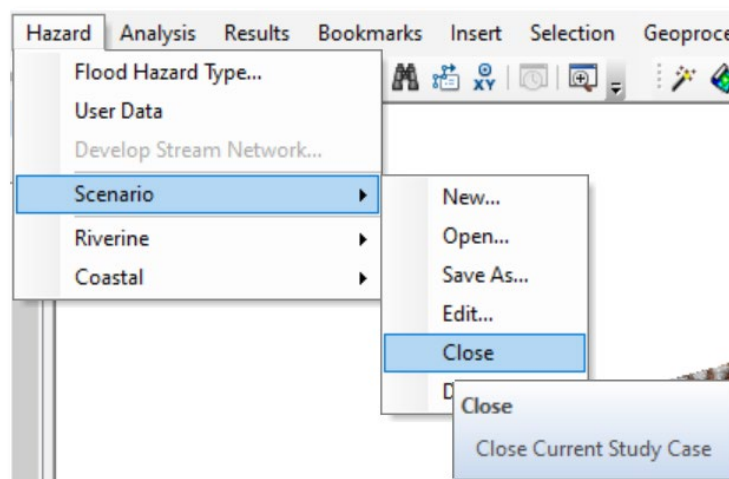 Hazard Analysis Results Bookmarks Insert Selection
Flood Hazard Type...
XY
User Data
Develop Stream Network...
Scenario
New...
Riverine
Open...
Coastal
Save As...
Edit...
Close
Close
Close Current Study Case